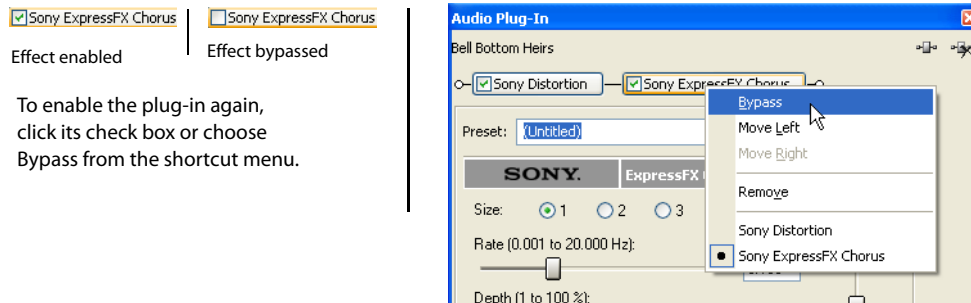 Sony ExpressFX Chorus
Effect enabled
Sony ExpressFX Chorus
Effect bypassed
To enable the plug-in again,
click its check box or choose
Bypass from the shortcut menu.
Audio Plug-In
Bell Bottom Heirs
Sony Distortion
Sony ExpressFX Chorus
Bypass
Move Left
Move Right
Remove
Sony Distortion
Sony ExpressFX Chorus
Preset: (Untitled)
SONY. ExpressFX
Size: 1 2 3
Rate (0.001 to 20.000 Hz):
Depth (1 to 100 %):